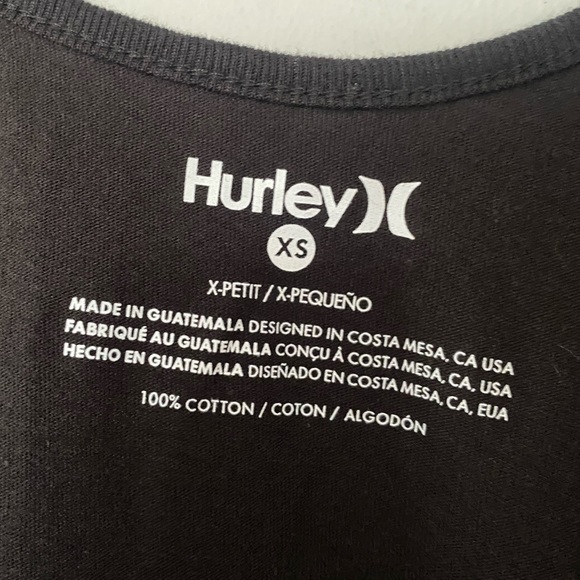 Hurley
XS
X-PETIT / X-PEQUEÑO
MADE IN GUATEMALA DESIGNED IN COSTA MESA, CA USA
FABRIQUÉ AU GUATEMALA CONÇU À COSTA MESA, CA, USA
HECHO EN GUATEMALA DISEÑADO EN COSTA MESA, CA, EUA
100% COTTON / COTON / ALGODÓN